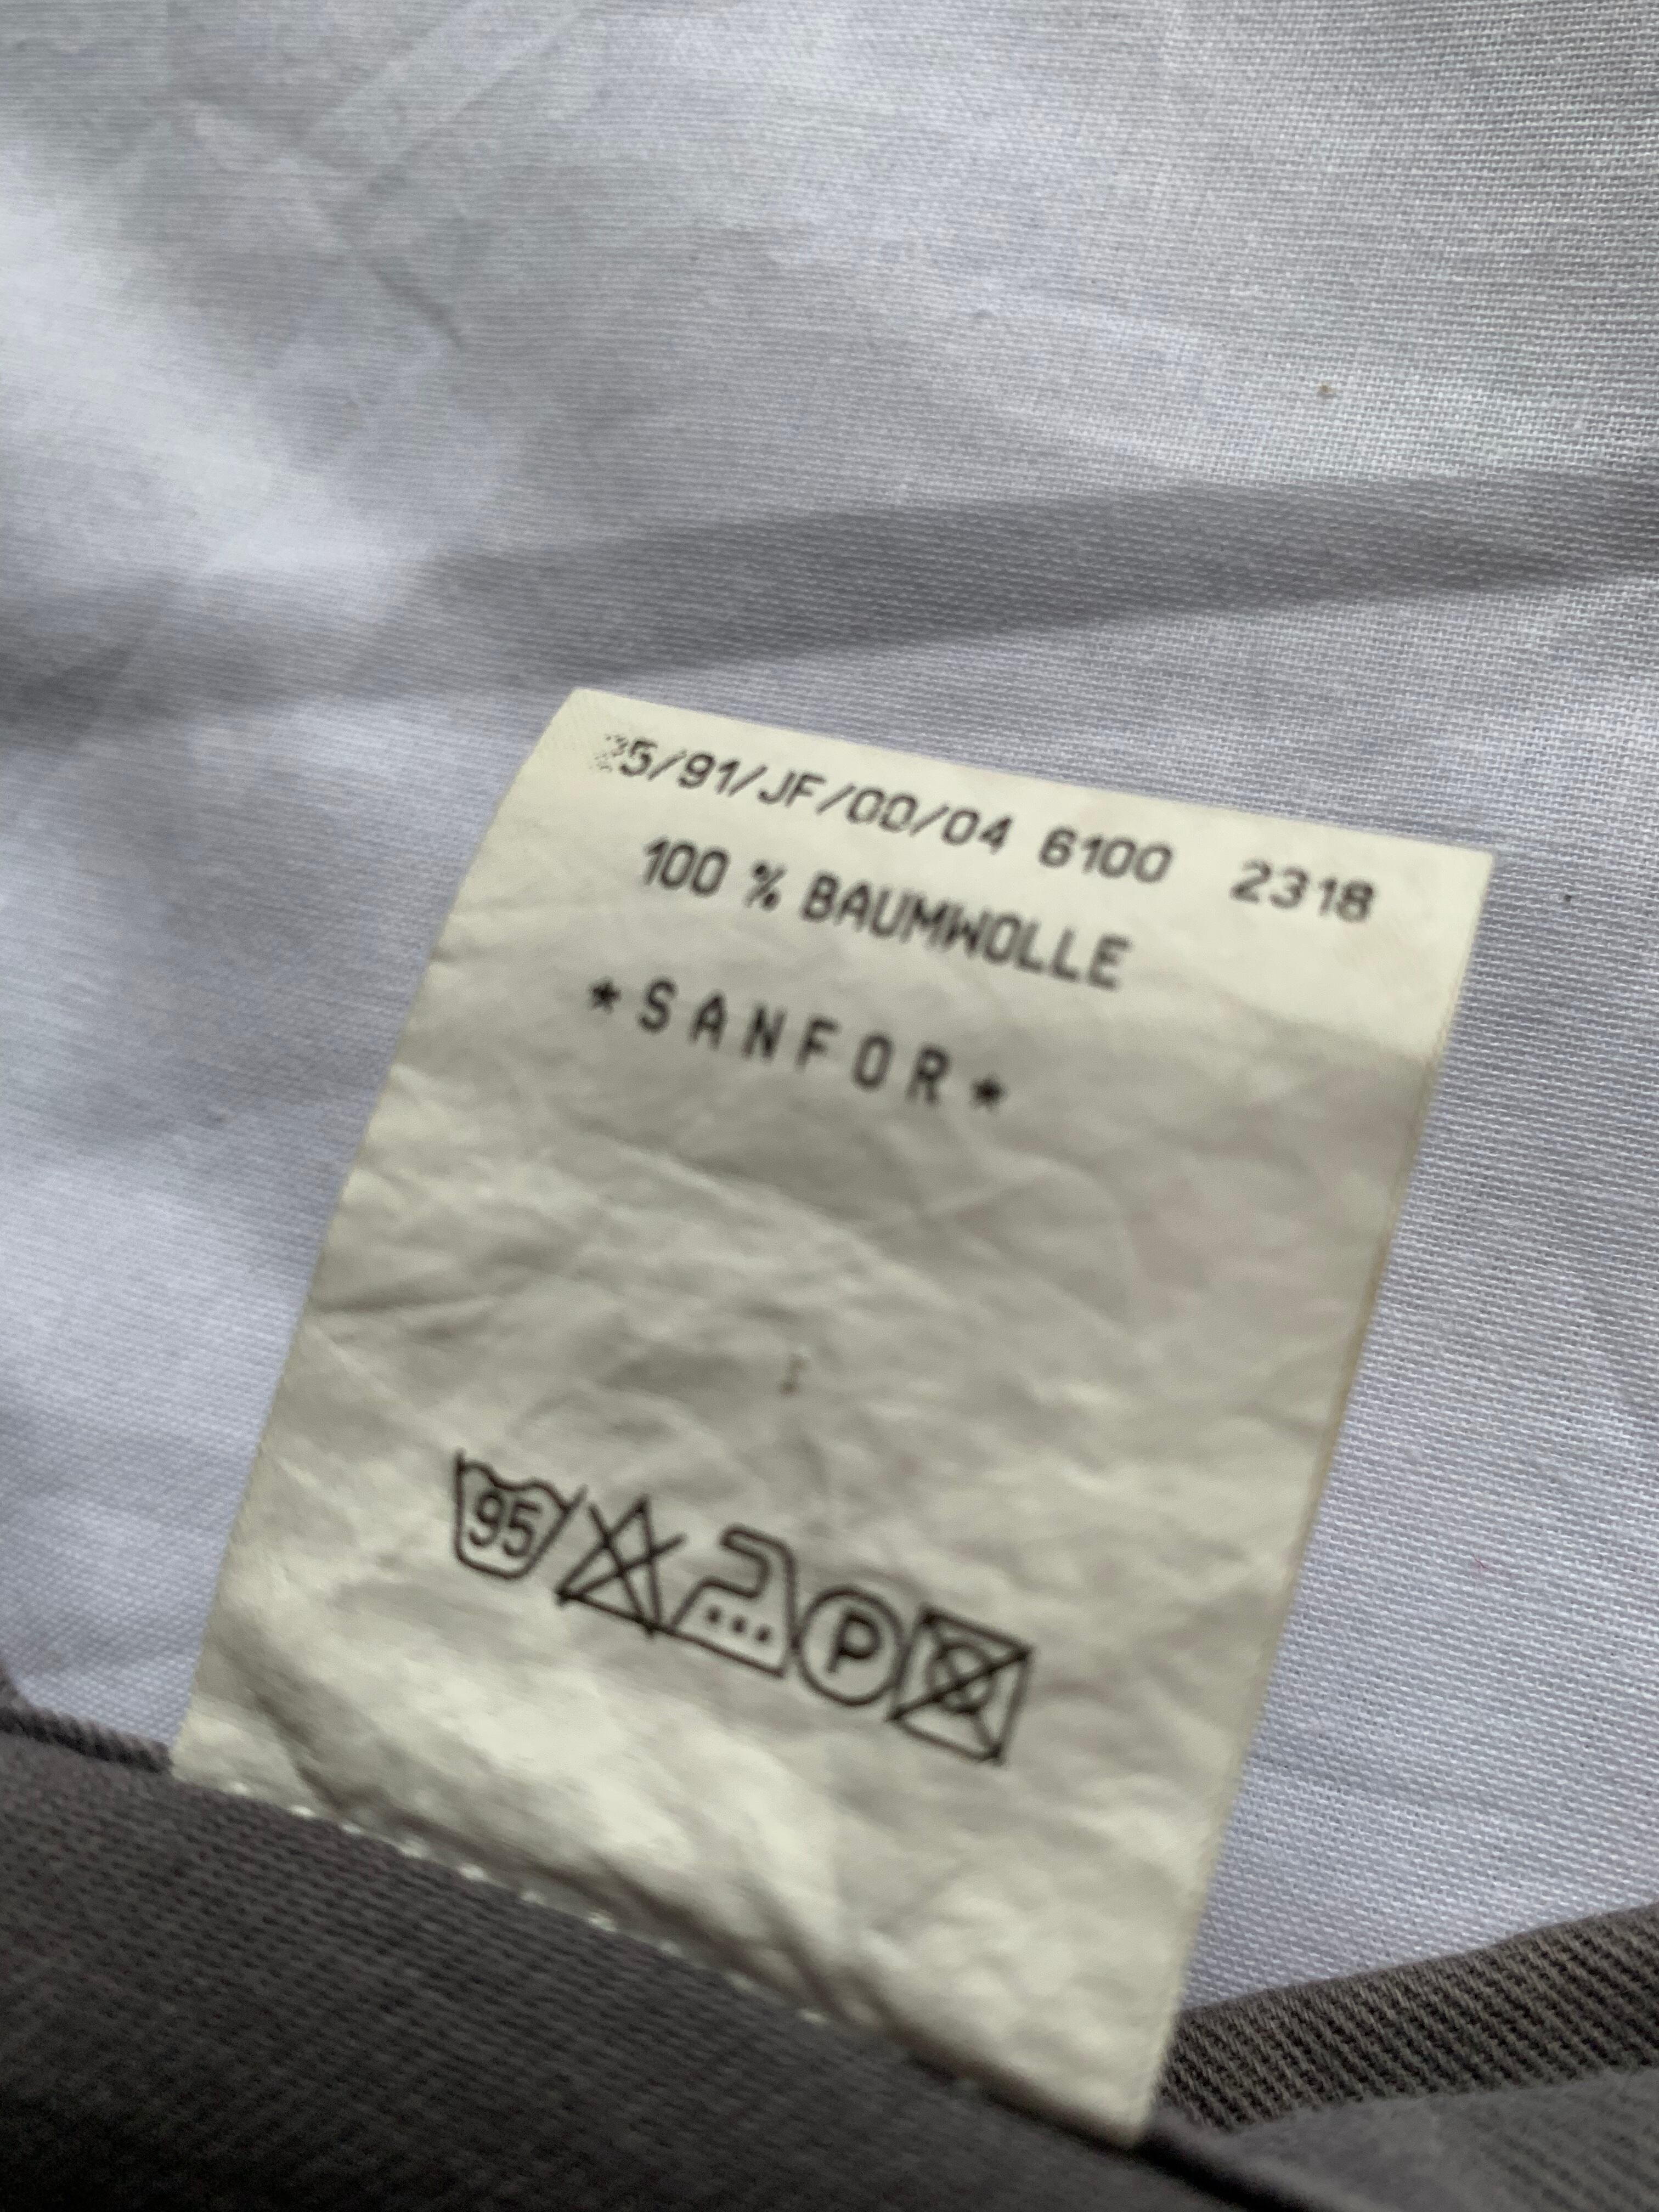 5/91/JF/00/04 6100 2318
100 % BAUMWOLLE
*SANFOR*
I
95 P